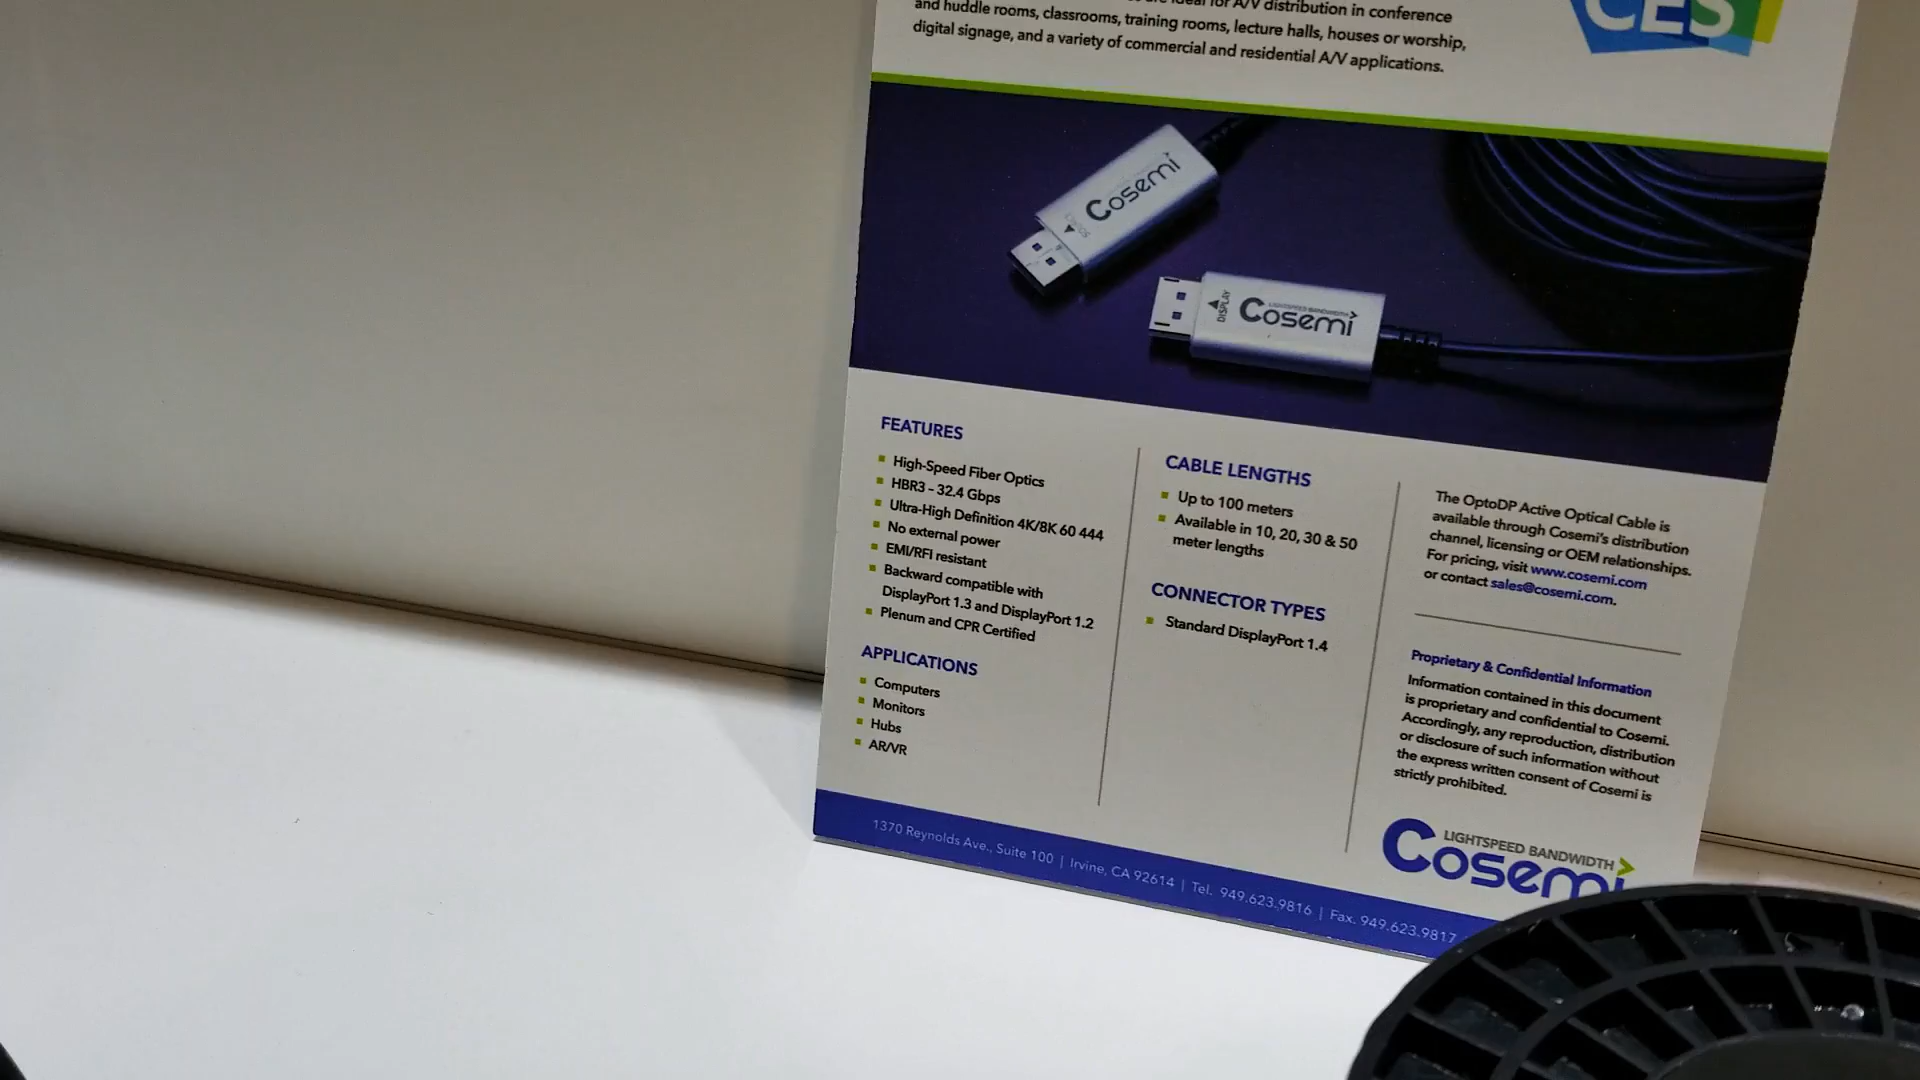 ideal for A/V distribution in conference
and huddle rooms, classrooms, training rooms, lecture halls, houses or worship,
digital signage, and a variety of commercial and residential A/V applications.
CES
Cosemi
LIGHTSPEED BANDWIDTH
DISPLAY
Cosemi
FEATURES
High-Speed Fiber Optics
HBR3 – 32.4 Gbps
Ultra-High Definition 4K/8K 60 444
No external power
EMI/RFI resistant
Backward compatible with
DisplayPort 1.3 and DisplayPort 1.2
Plenum and CPR Certified
APPLICATIONS
Computers
Monitors
Hubs
AR/VR
CABLE LENGTHS
Up to 100 meters
Available in 10, 20, 30 & 50
meter lengths
CONNECTOR TYPES
Standard DisplayPort 1.4
The OptoDP Active Optical Cable is
available through Cosemi's distribution
channel, licensing or OEM relationships.
For pricing, visit www.cosemi.com
or contact sales@cosemi.com.
Proprietary & Confidential Information
Information contained in this document
is proprietary and confidential to Cosemi.
Accordingly, any reproduction, distribution
or disclosure of such information without
the express written consent of Cosemi is
strictly prohibited.
LIGHTSPEED BANDWIDTH
Cosemi
1370 Reynolds Ave., Suite 100 | Irvine, CA 92614 | Tel. 949.623.9816 | Fax. 949.623.9817